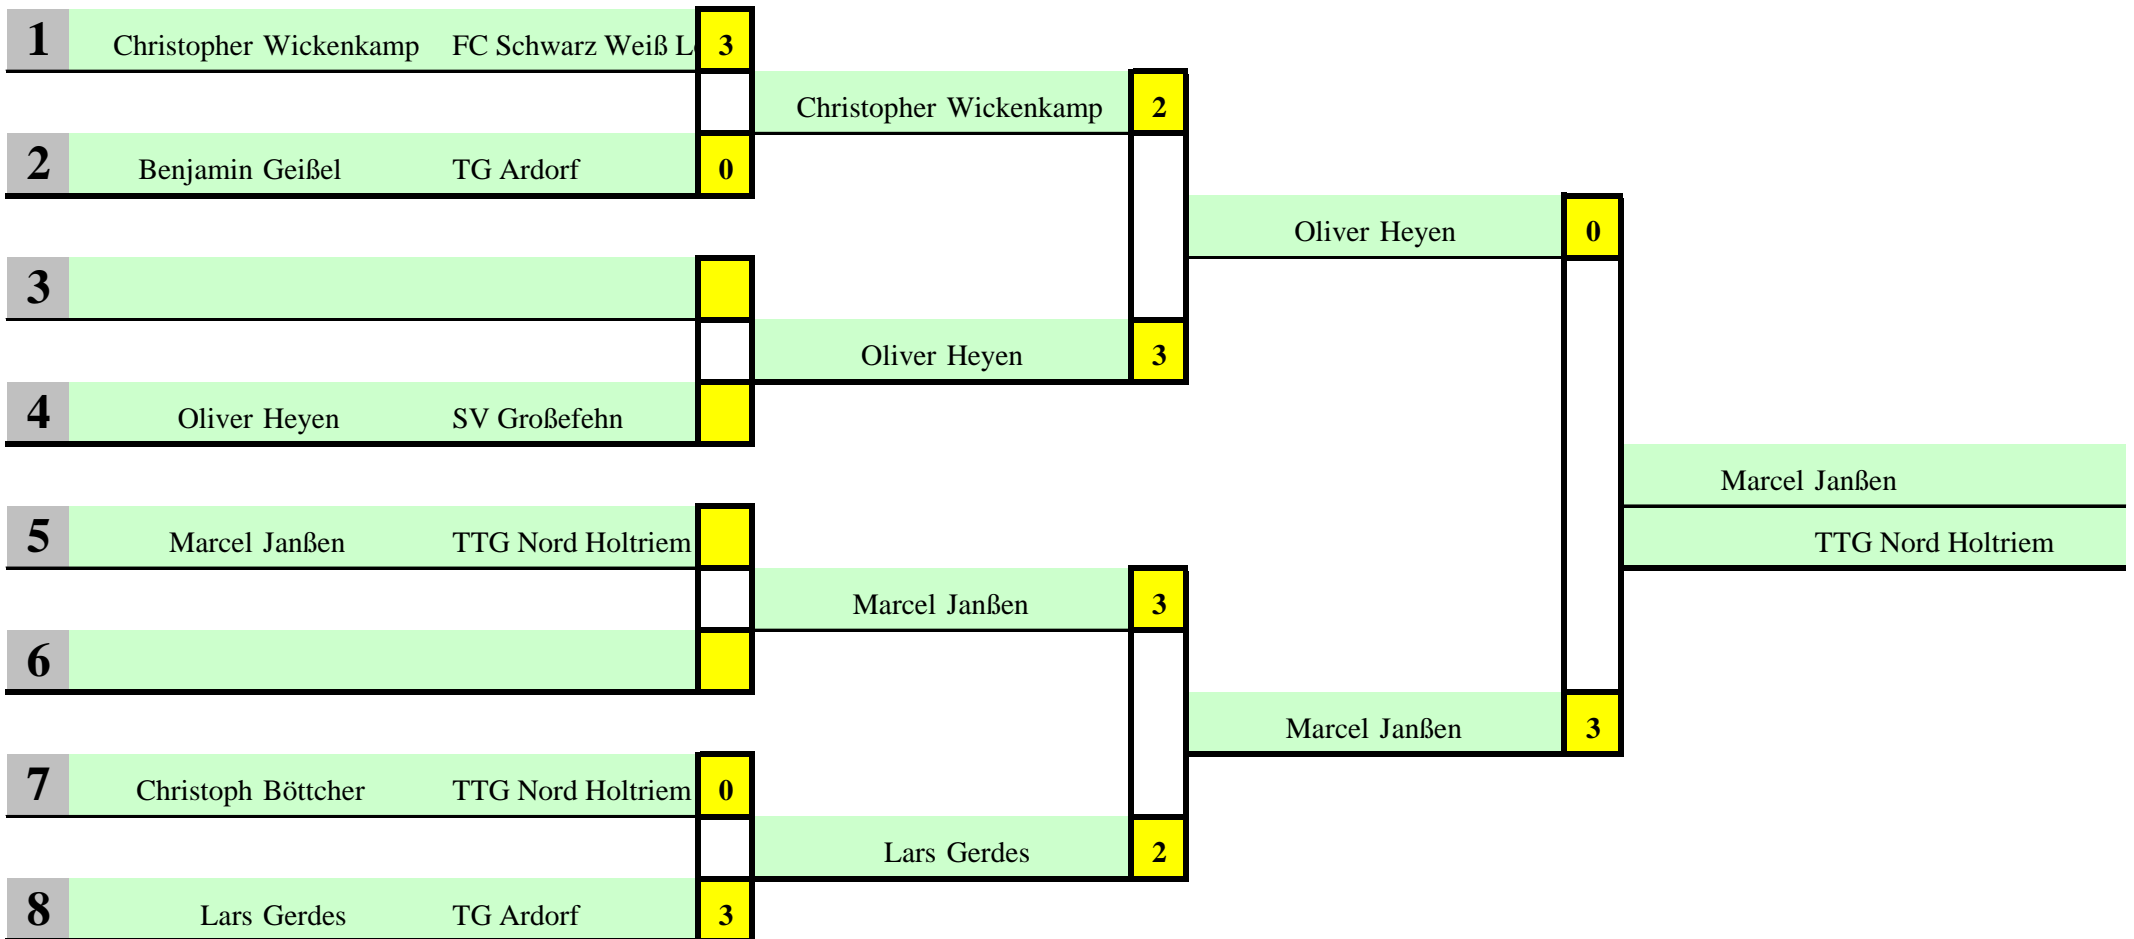 1 Christopher Wickenkamp FC Schwarz Weiß L 3
Christopher Wickenkamp 2
2 Benjamin Geißel TG Ardorf 0
Oliver Heyen 0
3
Oliver Heyen 3
4 Oliver Heyen SV Großefehn
Marcel Janßen
5 Marcel Janßen TTG Nord Holtriem
TTG Nord Holtriem
Marcel Janßen 3
6
Marcel Janßen 3
7 Christoph Böttcher TTG Nord Holtriem 0
Lars Gerdes 2
8 Lars Gerdes TG Ardorf 3